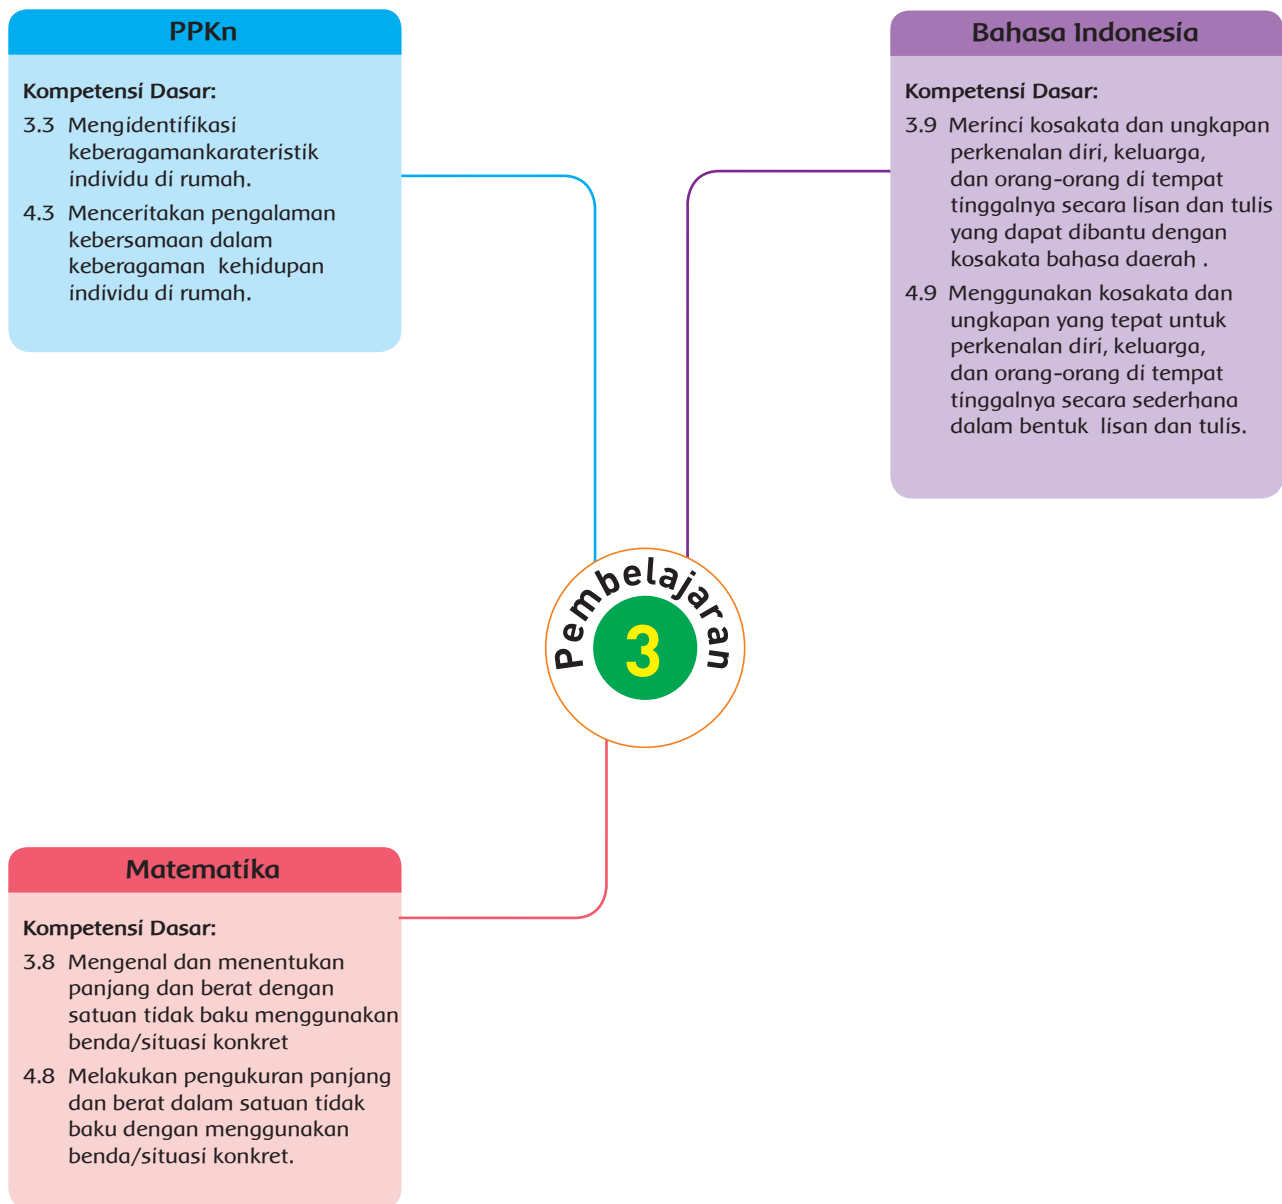 PPKn
Kompetensi Dasar:
3.3 Mengidentifikasi
keberagamankarateristik
individu di rumah.
4.3 Menceritakan pengalaman
kebersamaan dalam
keberagaman kehidupan
individu di rumah.
Bahasa Indonesia
Kompetensi Dasar:
3.9 Merinci kosakata dan ungkapan
perkenalan diri, keluarga,
dan orang-orang di tempat
tinggalnya secara lisan dan tulis
yang dapat dibantu dengan
kosakata bahasa daerah .
4.9 Menggunakan kosakata dan
ungkapan yang tepat untuk
perkenalan diri, keluarga,
dan orang-orang di tempat
tinggalnya secara sederhana
dalam bentuk lisan dan tulis.
Pembelajaran
3
Matematika
Kompetensi Dasar:
3.8 Mengenal dan menentukan
panjang dan berat dengan
satuan tidak baku menggunakan
benda/situasi konkret
4.8 Melakukan pengukuran panjang
dan berat dalam satuan tidak
baku dengan menggunakan
benda/situasi konkret.